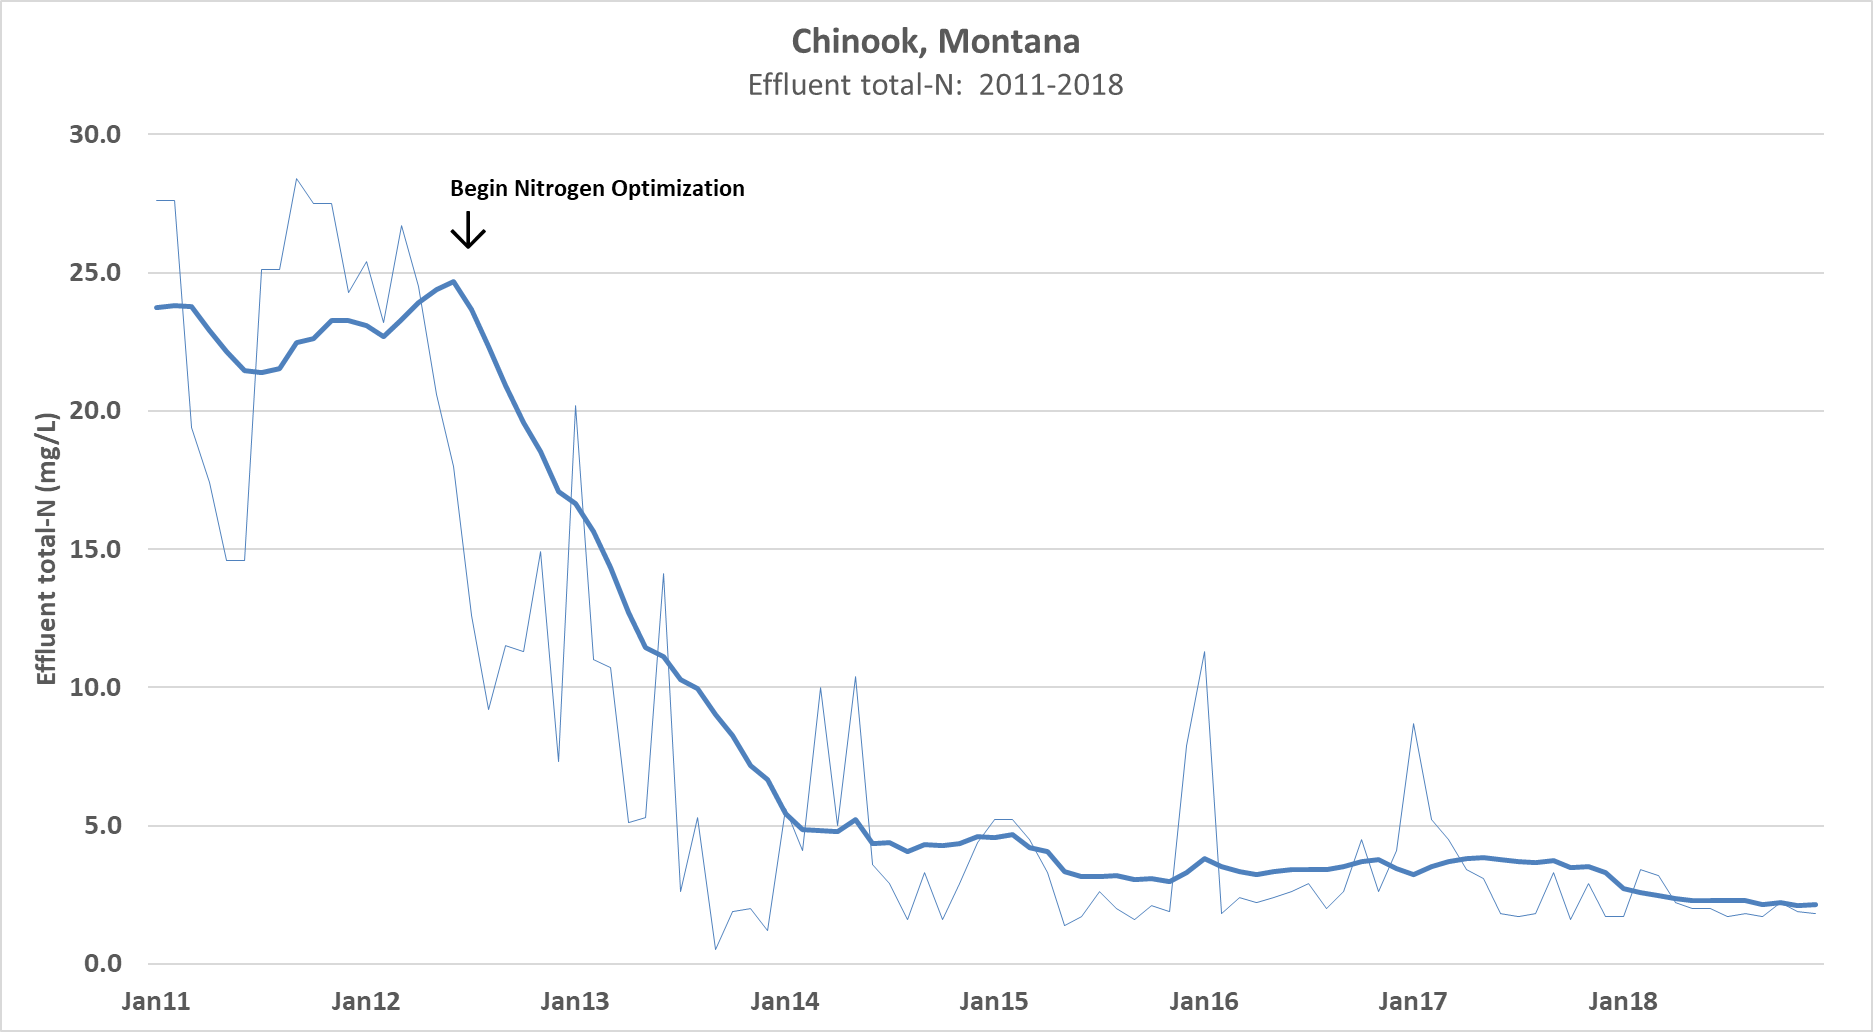 Chinook, Montana
Effluent total-N:  2011-2018
Effluent total-N (mg/L)
30.0
25.0
20.0
15.0
10.0
5.0
0.0
Begin Nitrogen Optimization
Jan11 Jan12 Jan13 Jan14 Jan15 Jan16 Jan17 Jan18